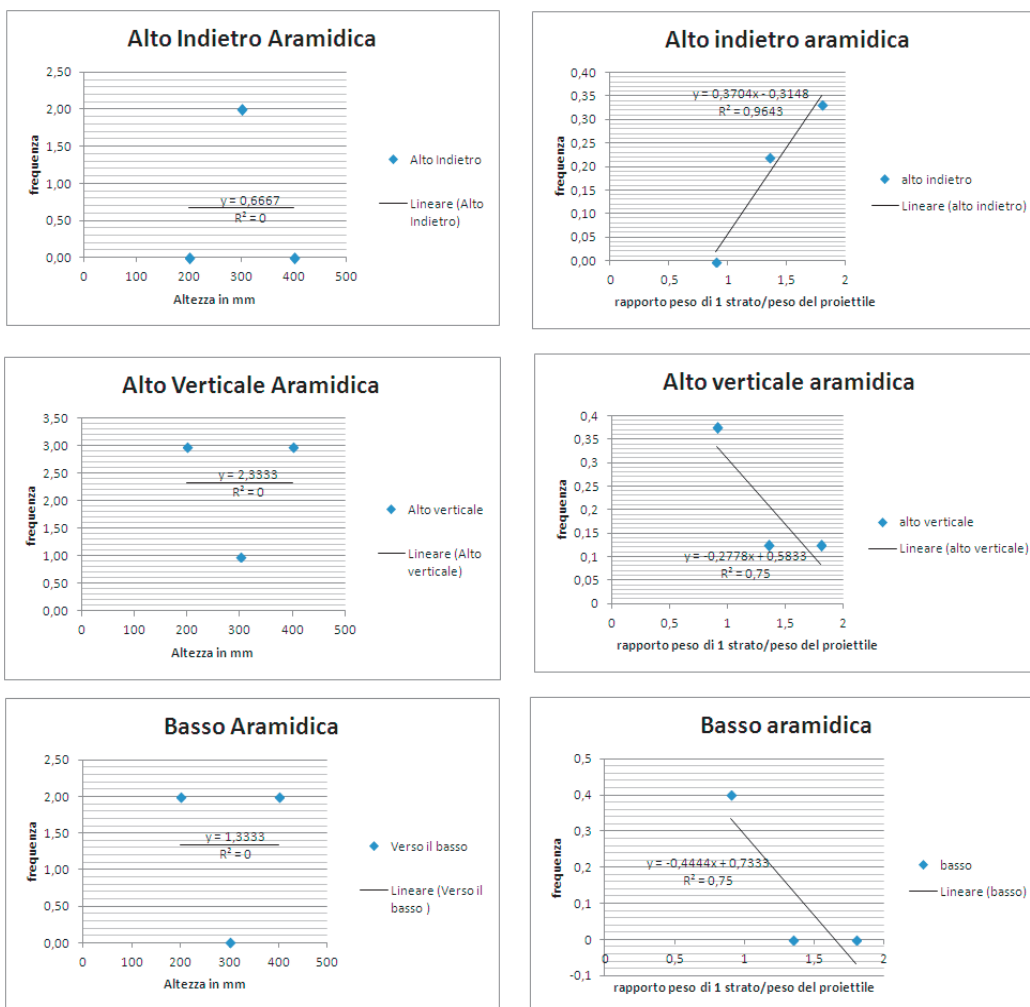 Alto Indietro Aramidica
2,50
2,00
1,50
1,00
0,50
0,00
frequenza
y = 0,6667
R² = 0
0 100 200 300 400 500
Altezza in mm
Alto Indietro
Lineare (Alto
Indietro)
Alto indietro aramidica
0,40
0,35
0,30
0,25
0,20
0,15
0,10
0,05
0,00
frequenza
y = 0,3704x - 0,3148
R² = 0,9643
0 0,5 1 1,5 2
rapporto peso di 1 strato/peso del proiettile
alto indietro
Lineare (alto indietro)
Alto Verticale Aramidica
3,50
3,00
2,50
2,00
1,50
1,00
0,50
0,00
frequenza
y = 2,3333
R² = 0
0 100 200 300 400 500
Altezza in mm
Alto verticale
Lineare (Alto
verticale)
Alto verticale aramidica
0,4
0,35
0,3
0,25
0,2
0,15
0,1
0,05
0
frequenza
y = -0,2778x + 0,5833
R² = 0,75
0 0,5 1 1,5 2
rapporto peso di 1 strato/peso del proiettile
alto verticale
Lineare (alto verticale)
Basso Aramidica
2,50
2,00
1,50
1,00
0,50
0,00
frequenza
y = 1,3333
R² = 0
0 100 200 300 400 500
Altezza in mm
Verso il basso
Lineare (Verso il
basso )
Basso aramidica
0,5
0,4
0,3
0,2
0,1
0
-0,1
frequenza
y = -0,4444x + 0,7333
R² = 0,75
0 0,5 1 1,5 2
rapporto peso di 1 strato/peso del proiettile
basso
Lineare (basso)